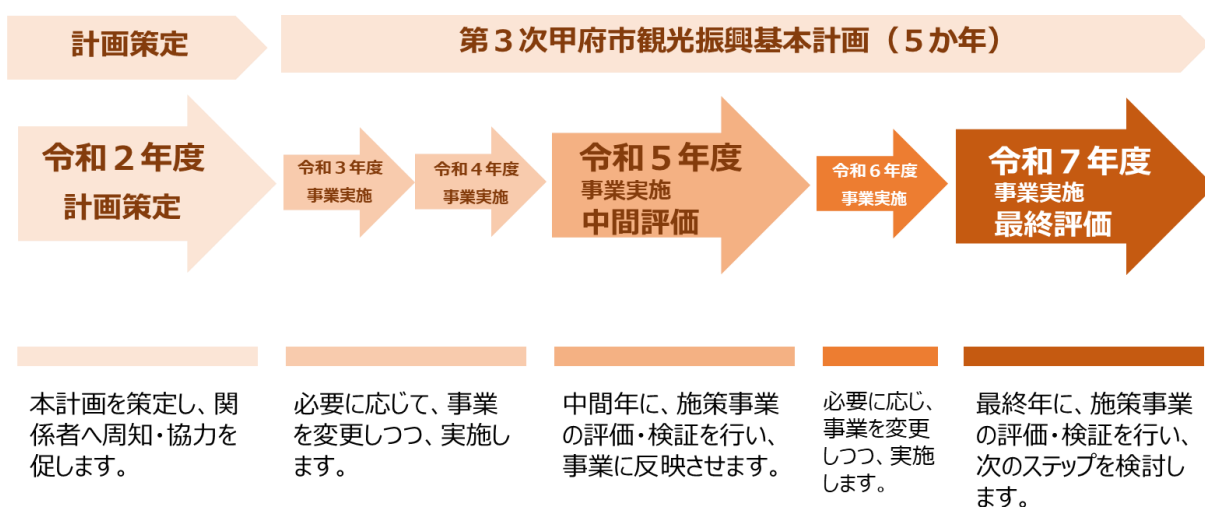 計画策定
第３次甲府市観光振興基本計画（５か年）
令和２年度
計画策定
令和３年度
事業実施
令和４年度
事業実施
令和５年度
事業実施
中間評価
令和６年度
事業実施
令和７年度
事業実施
最終評価
本計画を策定し、関
係者へ周知・協力を
促します。
必要に応じて、事業
を変更しつつ、実施し
ます。
中間年に、施策事業
の評価・検証を行い、
事業に反映させます。
必要に応じ、
事業を変更
しつつ、実施
します。
最終年に、施策事業
の評価・検証を行い、
次のステップを検討し
ます。